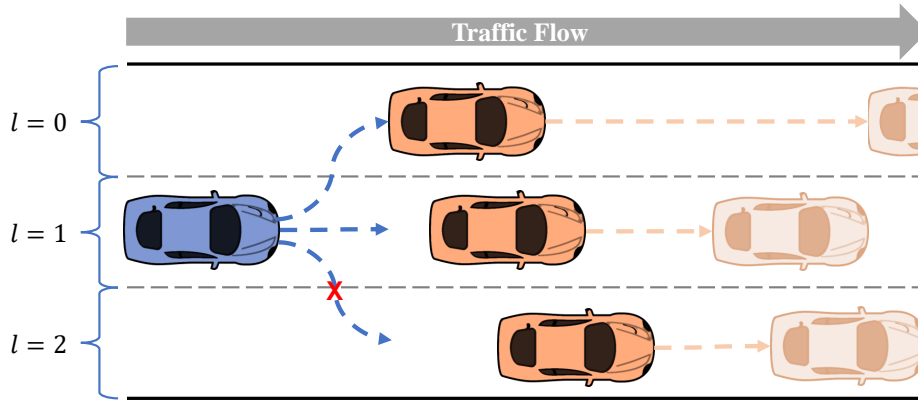 Traffic Flow
l = 0
l = 1
X
l = 2